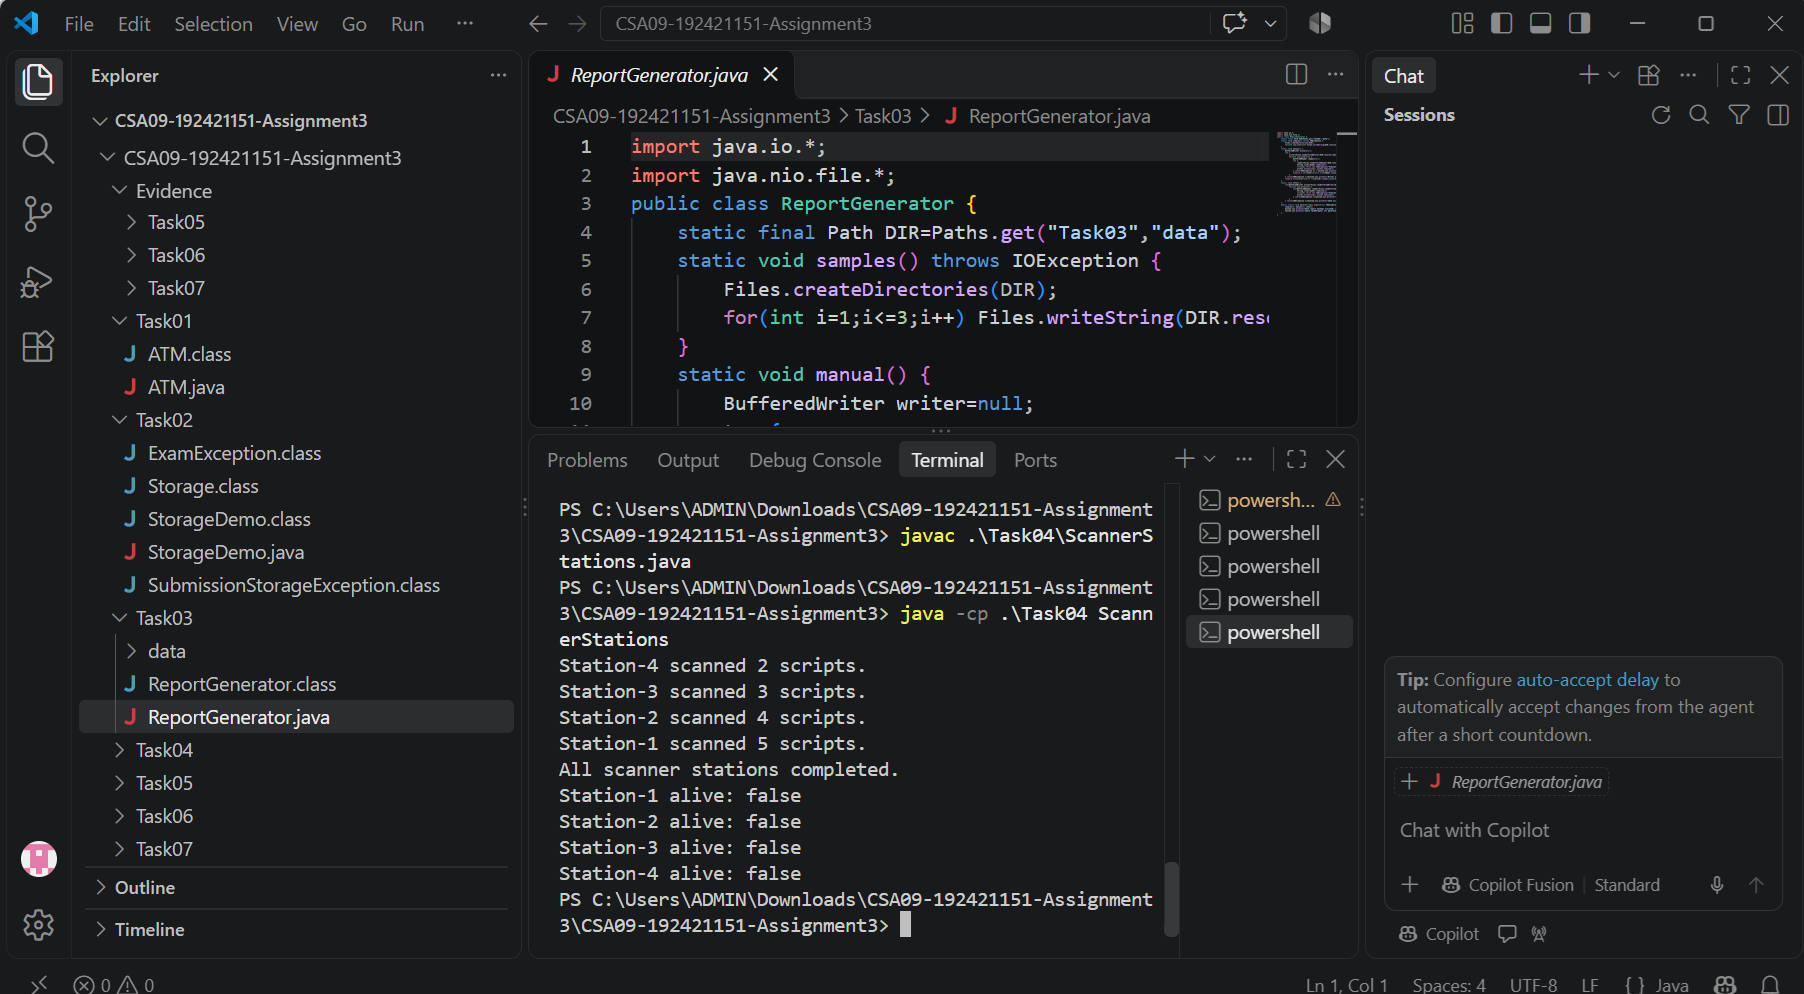 File Edit Selection View Go Run ...
CSA09-192421151-Assignment3
Explorer
CSA09-192421151-Assignment3
CSA09-192421151-Assignment3
Evidence
Task05
Task06
Task07
Task01
ATM.class
ATM.java
Task02
ExamException.class
Storage.class
StorageDemo.class
StorageDemo.java
SubmissionStorageException.class
Task03
data
ReportGenerator.class
ReportGenerator.java
Task04
Task05
Task06
Task07
Outline
Timeline
ReportGenerator.java
CSA09-192421151-Assignment3 > Task03 > ReportGenerator.java
1 import java.io.*;
2 import java.nio.file.*;
3 public class ReportGenerator {
4 static final Path DIR=Paths.get("Task03","data");
5 static void samples() throws IOException {
6 Files.createDirectories(DIR);
7 for(int i=1;i<=3;i++) Files.writeString(DIR.reso
8 }
9 static void manual() {
10 BufferedWriter writer=null;
Problems Output Debug Console Terminal Ports
PS C:\Users\ADMIN\Downloads\CSA09-192421151-Assignment
3\CSA09-192421151-Assignment3> javac .\Task04\ScannerS
tations.java
PS C:\Users\ADMIN\Downloads\CSA09-192421151-Assignment
3\CSA09-192421151-Assignment3> java -cp .\Task04 Scann
erStations
Station-4 scanned 2 scripts.
Station-3 scanned 3 scripts.
Station-2 scanned 4 scripts.
Station-1 scanned 5 scripts.
All scanner stations completed.
Station-1 alive: false
Station-2 alive: false
Station-3 alive: false
Station-4 alive: false
PS C:\Users\ADMIN\Downloads\CSA09-192421151-Assignment
3\CSA09-192421151-Assignment3>
powersh...
powershell
powershell
powershell
powershell
Chat
Sessions
Tip: Configure auto-accept delay to
automatically accept changes from the agent
after a short countdown.
ReportGenerator.java
Chat with Copilot
Copilot Fusion Standard
Copilot
0 0
Ln 1, Col 1 Spaces: 4 UTF-8 LF {} Java